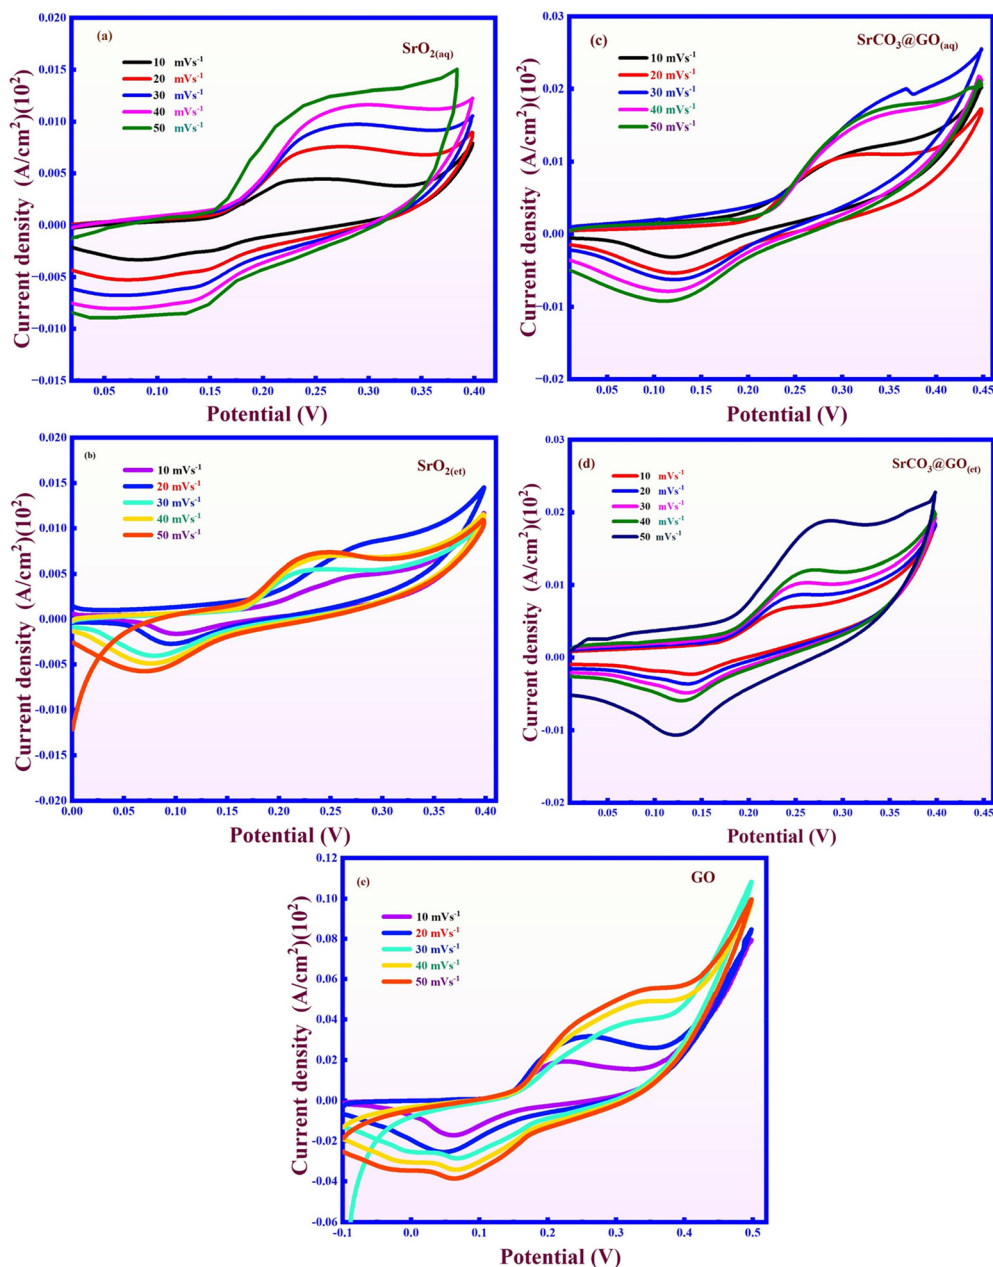 (a)
SrO₂(aq)
10 mVs⁻¹
20 mVs⁻¹
30 mVs⁻¹
40 mVs⁻¹
50 mVs⁻¹
Current density (A/cm²)(10²)
0.020
0.015
0.010
0.005
0.000
−0.005
−0.010
−0.015
0.05 0.10 0.15 0.20 0.25 0.30 0.35 0.40
Potential (V)
(c)
SrCO₃@GO(aq)
10 mVs⁻¹
20 mVs⁻¹
30 mVs⁻¹
40 mVs⁻¹
50 mVs⁻¹
Current density (A/cm²)(10²)
0.03
0.02
0.01
0.00
−0.01
−0.02
0.05 0.10 0.15 0.20 0.25 0.30 0.35 0.40 0.45
Potential (V)
(b)
SrO₂(et)
10 mVs⁻¹
20 mVs⁻¹
30 mVs⁻¹
40 mVs⁻¹
50 mVs⁻¹
Current density (A/cm²)(10²)
0.020
0.015
0.010
0.005
0.000
-0.005
-0.010
-0.015
-0.020
0.00 0.05 0.10 0.15 0.20 0.25 0.30 0.35 0.40
Potential (V)
(d)
SrCO₃@GO(et)
10 mVs⁻¹
20 mVs⁻¹
30 mVs⁻¹
40 mVs⁻¹
50 mVs⁻¹
Current density (A/cm²)(10²)
0.03
0.02
0.01
0.00
-0.01
-0.02
0.05 0.10 0.15 0.20 0.25 0.30 0.35 0.40 0.45
Potential (V)
(e)
GO
10 mVs⁻¹
20 mVs⁻¹
30 mVs⁻¹
40 mVs⁻¹
50 mVs⁻¹
Current density (A/cm²)(10²)
0.12
0.10
0.08
0.06
0.04
0.02
0.00
-0.02
-0.04
-0.06
-0.1 0.0 0.1 0.2 0.3 0.4 0.5
Potential (V)